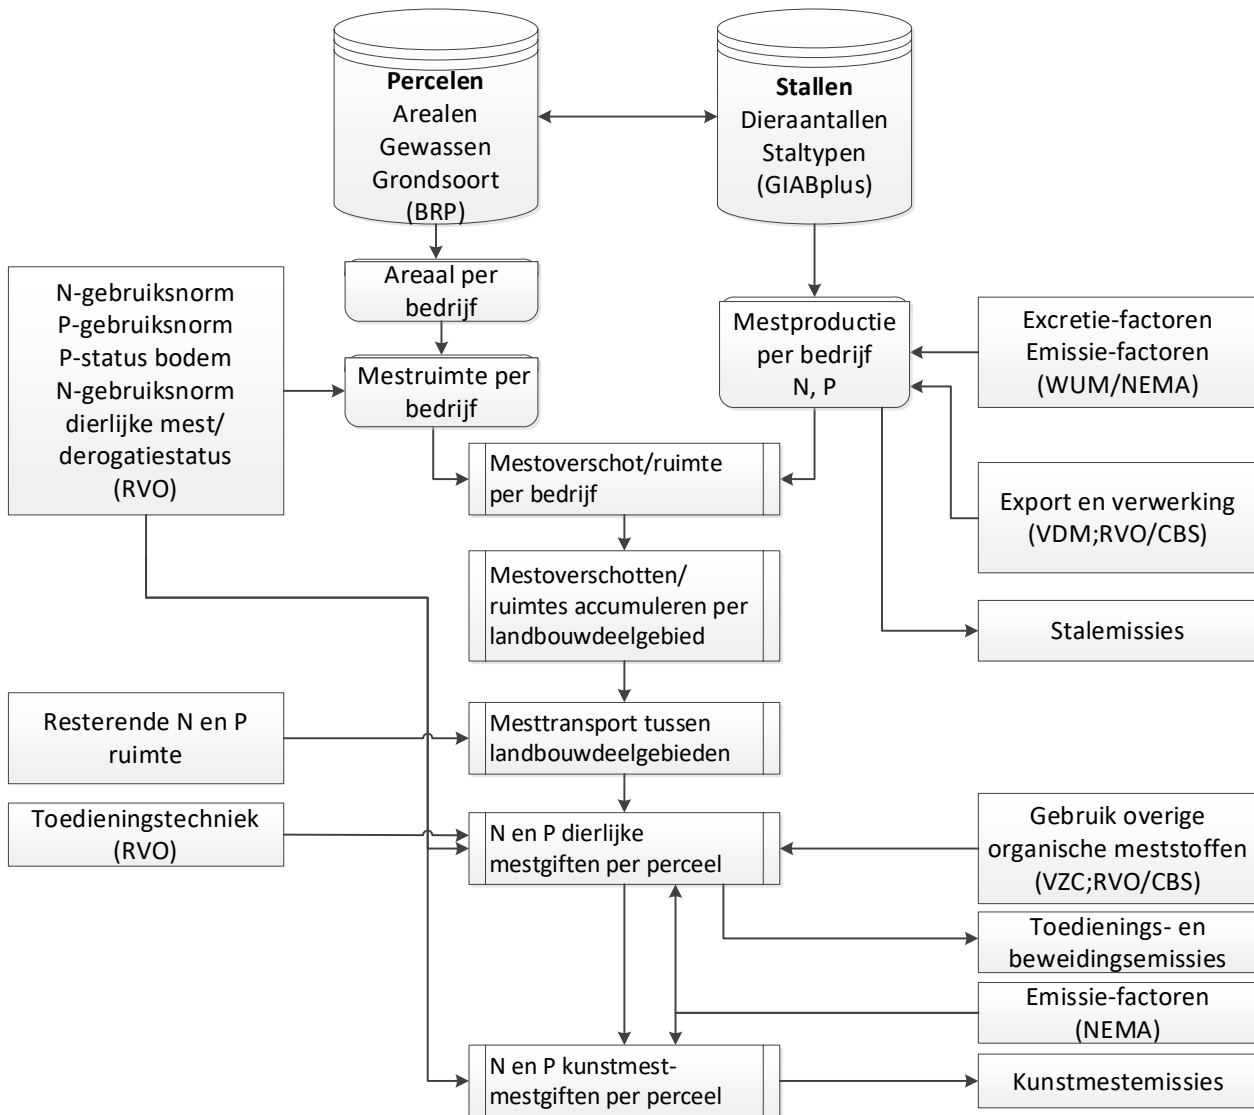 Percelen
Arealen
Gewassen
Grondsoort
(BRP)
Stallen
Dieraantallen
Staltypen
(GIABplus)
Areaal per
bedrijf
N-gebruiksnorm
P-gebruiksnorm
P-status bodem
N-gebruiksnorm
dierlijke mest/
derogatiestatus
(RVO)
Mestruimte per
bedrijf
Mestproductie
per bedrijf
N, P
Excretie-factoren
Emissie-factoren
(WUM/NEMA)
Mestoverschot/ruimte
per bedrijf
Export en verwerking
(VDM;RVO/CBS)
Mestoverschotten/
ruimtes accumuleren per
landbouwdeelgebied
Stalemissies
Resterende N en P
ruimte
Mesttransport tussen
landbouwdeelgebieden
Toedieningstechniek
(RVO)
N en P dierlijke
mestgiften per perceel
Gebruik overige
organische meststoffen
(VZC;RVO/CBS)
Toedienings- en
beweidingsemissies
Emissie-factoren
(NEMA)
N en P kunstmest-
mestgiften per perceel
Kunstmestemissies